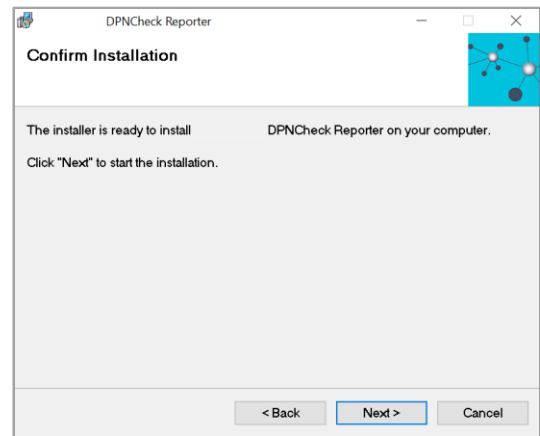 DPNCheck Reporter
Confirm Installation
The installer is ready to install DPNCheck Reporter on your computer.
Click "Next" to start the installation.
< Back Next > Cancel